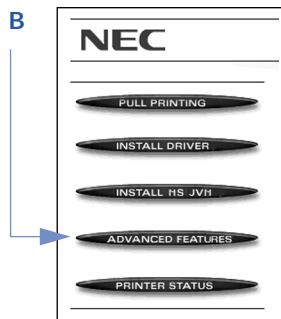 B
NEC
PULL PRINTING
INSTALL DRIVER
INSTALL MS JVM
ADVANCED FEATURES
PRINTER STATUS